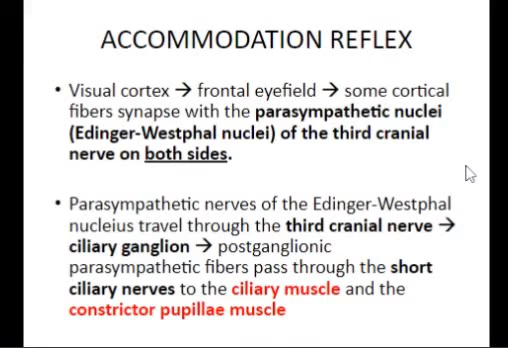 ACCOMMODATION REFLEX
• Visual cortex → frontal eyefield → some cortical
fibers synapse with the parasympathetic nuclei
(Edinger-Westphal nuclei) of the third cranial
nerve on both sides.
• Parasympathetic nerves of the Edinger-Westphal
nucleius travel through the third cranial nerve →
ciliary ganglion → postganglionic
parasympathetic fibers pass through the short
ciliary nerves to the ciliary muscle and the
constrictor pupillae muscle